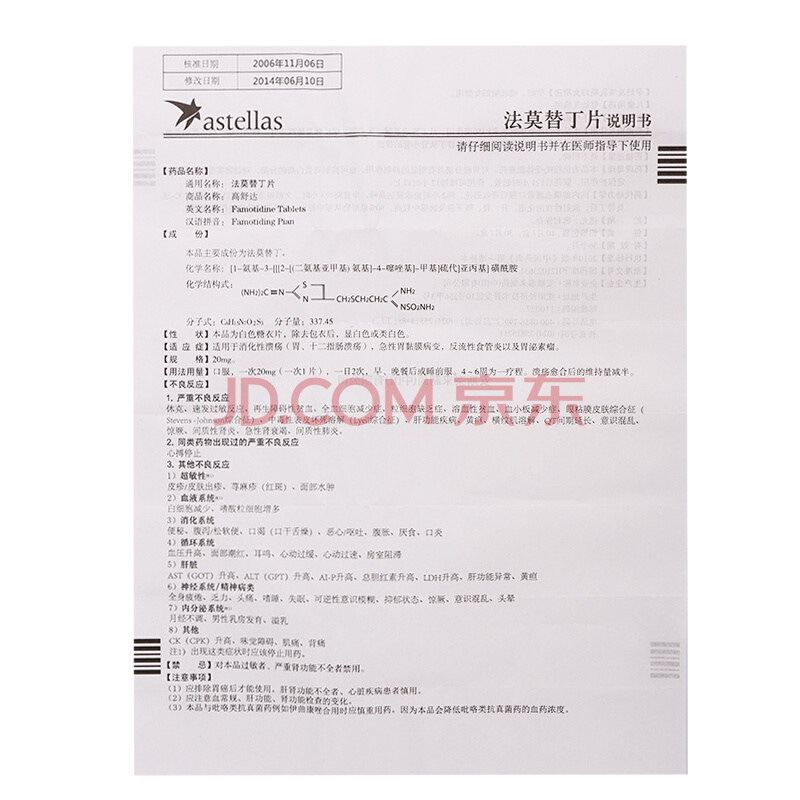 核准日期 2006年11月06日
修改日期 2014年06月10日
astellas
法莫替丁片说明书
请仔细阅读说明书并在医师指导下使用
【药品名称】
通用名称：法莫替丁片
商品名称：高舒达
英文名称：Famotidine Tablets
汉语拼音：Famotiding Pian
【成 份】
本品主要成份为法莫替丁。
化学名称：[1-氨基-3-[[[2-[(二氨基亚甲基) 氨基]-4-噻唑基]-甲基]硫代]亚丙基] 磺酰胺
化学结构式：
(NH₂)₂C=N
S
N
CH₂SCH₂CH₂C
NH₂
NSO₂NH₂
分子式：C₈H₁₅N₇O₂S₃ 分子量：337.45
【性 状】本品为白色糖衣片，除去包衣后，显白色或类白色。
【适 应 症】适用于消化性溃疡（胃、十二指肠溃疡），急性胃黏膜病变，反流性食管炎以及胃泌素瘤。
【规 格】20mg。
【用法用量】口服，一次20mg（一次1片），一日2次，早、晚餐后或睡前服。4~6周为一疗程。溃疡愈合后的维持量减半。
【不良反应】
JD.COM 京东
1. 严重不良反应
休克，速发过敏反应，再生障碍性贫血，全血细胞减少症，粒细胞缺乏症，溶血性贫血，血小板减少症，眼粘膜皮肤综合征（
Stevens-Johnson综合征），中毒性表皮坏死溶解（Lyell综合征），肝功能疾病，黄疸，横纹肌溶解，QT间期延长，意识混乱，
惊厥，间质性肾炎，急性肾衰竭，间质性肺炎。
2. 同类药物出现过的严重不良反应
心搏停止
3. 其他不良反应
1）超敏性
皮疹/皮肤出疹、荨麻疹（红斑）、面部水肿
2）血液系统
白细胞减少、嗜酸粒细胞增多
3）消化系统
便秘、腹泻/松软便、口渴（口干舌燥）、恶心/呕吐、腹胀、厌食、口炎
4）循环系统
血压升高、面部潮红、耳鸣、心动过缓、心动过速、房室阻滞
5）肝脏
AST（GOT）升高、ALT（GPT）升高、Al-P升高、总胆红素升高、LDH升高、肝功能异常、黄疸
6）神经系统/精神病类
全身疲倦、乏力、头痛、嗜睡、失眠、可逆性意识模糊、抑郁状态、惊厥、意识混乱、头晕
7）内分泌系统
月经不调、男性乳房发育、溢乳
8）其他
CK（CPK）升高、味觉障碍、肌痛、背痛
注1）出现这类症状时应该停止用药。
【禁 忌】对本品过敏者、严重肾功能不全者禁用。
【注意事项】
（1）应排除胃癌后才能使用。肝肾功能不全者、心脏疾病患者慎用。
（2）应注意血常规、肝功能、肾功能检查的变化。
（3）本品与吡咯类抗真菌药例如伊曲康唑合用时应慎重用药，因为本品会降低吡咯类抗真菌药的血药浓度。